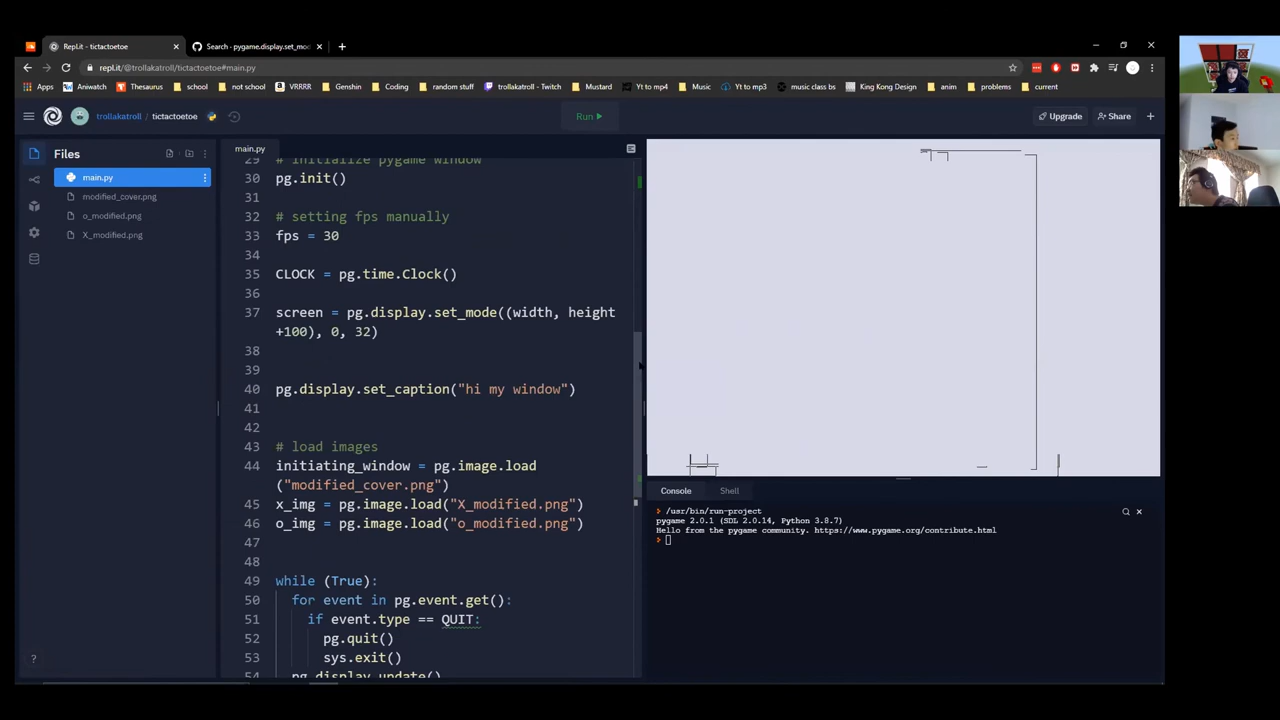 Repl.it - tictactoetoe
Search · pygame.display.set_mo
repl.it/@trollakatroll/tictactoetoe#main.py
Apps
Aniwatch
Thesaurus
school
not school
VRRRR
Genshin
Coding
random stuff
trollakatroll - Twitch
Mustard
Yt to mp4
Music
Yt to mp3
music class bs
King Kong Design
anim
problems
current
trollakatroll / tictactoetoe
Run
Upgrade
Share
Files
main.py
modified_cover.png
o_modified.png
X_modified.png
main.py
29 # initialize pygame window
30 pg.init()
31
32 # setting fps manually
33 fps = 30
34
35 CLOCK = pg.time.Clock()
36
37 screen = pg.display.set_mode((width, height
+100), 0, 32)
38
39
40 pg.display.set_caption("hi my window")
41
42
43 # load images
44 initiating_window = pg.image.load
("modified_cover.png")
45 x_img = pg.image.load("X_modified.png")
46 o_img = pg.image.load("o_modified.png")
47
48
49 while (True):
50 for event in pg.event.get():
51 if event.type == QUIT:
52 pg.quit()
53 sys.exit()
54 pg.display.update()
Console
Shell
/usr/bin/run-project
pygame 2.0.1 (SDL 2.0.14, Python 3.8.7)
Hello from the pygame community. https://www.pygame.org/contribute.html
?